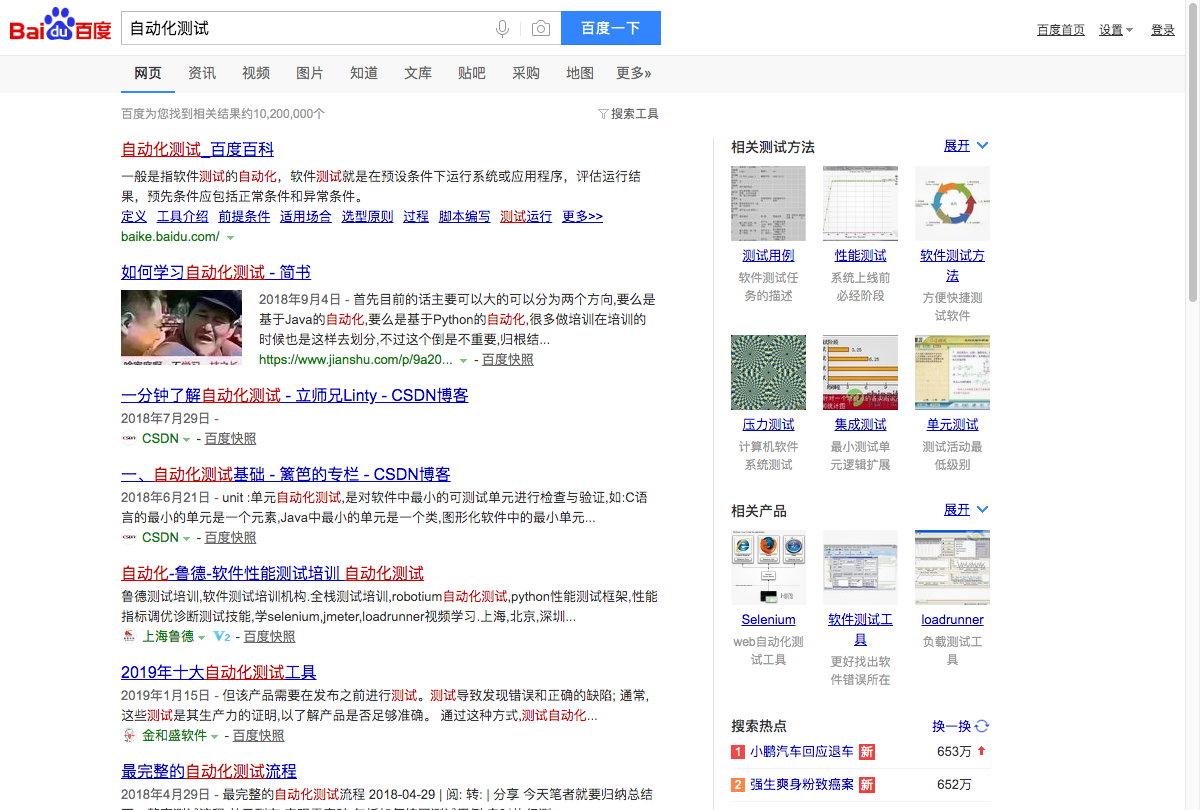 Bai du 百度
自动化测试
百度一下
百度首页 设置 登录
网页 资讯 视频 图片 知道 文库 贴吧 采购 地图 更多»
百度为您找到相关结果约10,200,000个
搜索工具
自动化测试_百度百科
一般是指软件测试的自动化，软件测试就是在预设条件下运行系统或应用程序，评估运行结
果，预先条件应包括正常条件和异常条件。
定义 工具介绍 前提条件 适用场合 选型原则 过程 脚本编写 测试运行 更多>>
baike.baidu.com/
如何学习自动化测试 - 简书
2018年9月4日 - 首先目前的话主要可以大的可以分为两个方向,要么是
基于Java的自动化,要么是基于Python的自动化,很多做培训在培训的
时候也是这样去划分,不过这个倒是不重要,归根结...
https://www.jianshu.com/p/9a20... - 百度快照
一分钟了解自动化测试 - 立师兄Linty - CSDN博客
2018年7月29日 -
CSDN - 百度快照
一、自动化测试基础 - 篱笆的专栏 - CSDN博客
2018年6月21日 - unit :单元自动化测试,是对软件中最小的可测试单元进行检查与验证,如:C语
言的最小的单元是一个元素,Java中最小的单元是一个类,图形化软件中的最小单元...
CSDN - 百度快照
自动化-鲁德-软件性能测试培训 自动化测试
鲁德测试培训,软件测试培训机构.全栈测试培训,robotium自动化测试,python性能测试框架,性能
指标调优诊断测试技能,学selenium,jmeter,loadrunner视频学习.上海,北京,深圳...
上海鲁德 V2 - 百度快照
2019年十大自动化测试工具
2019年1月15日 - 但该产品需要在发布之前进行测试。测试导致发现错误和正确的缺陷; 通常,
这些测试是其生产力的证明,以了解产品是否足够准确。 通过这种方式,测试自动化...
金和盛软件 - 百度快照
最完整的自动化测试流程
2018年4月29日 - 最完整的自动化测试流程 2018-04-29 | 阅: 转: | 分享 今天笔者就要归纳总结
相关测试方法 展开
测试用例 性能测试 软件测试方
法
软件测试任
务的描述
系统上线前
必经阶段
方便快捷测
试软件
压力测试 集成测试 单元测试
计算机软件
系统测试
最小测试单
元逻辑扩展
测试活动最
低级别
相关产品 展开
Selenium 软件测试工
具
loadrunner
web自动化测
试工具
更好找出软
件错误所在
负载测试工
具
搜索热点 换一换
1 小鹏汽车回应退车 新 653万
2 强生爽身粉致癌案 新 652万